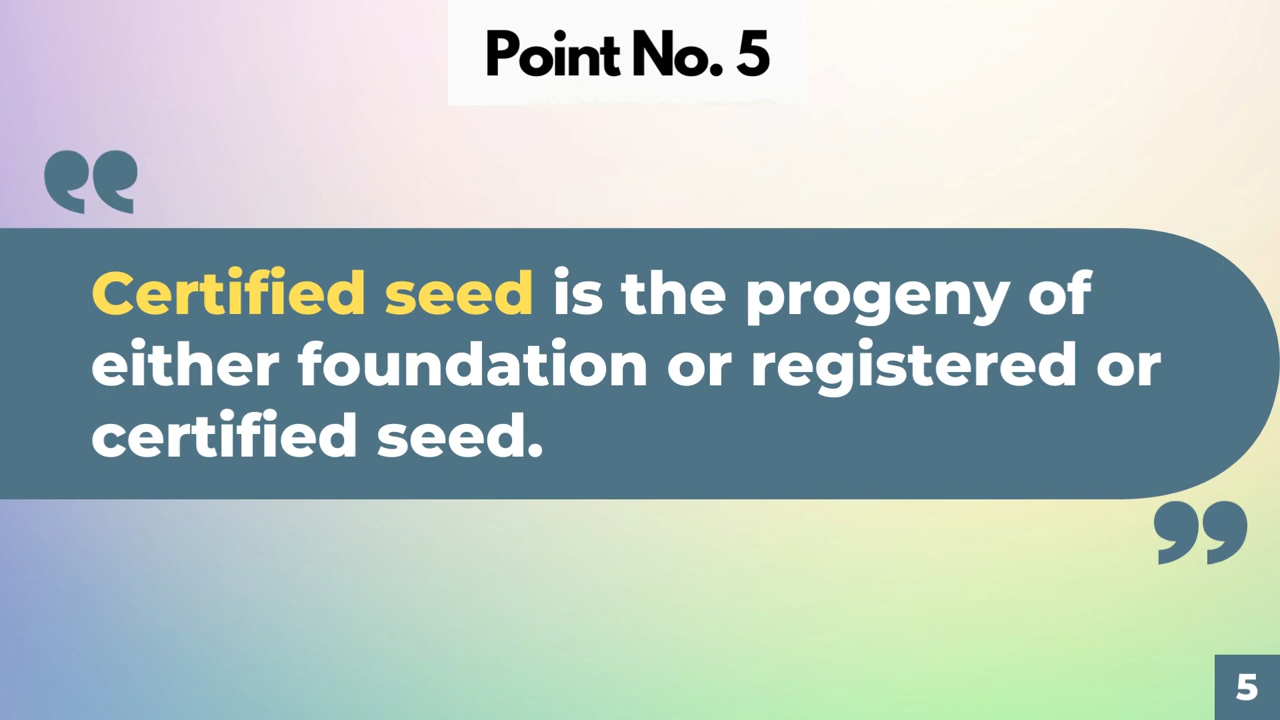 Point No. 5
“
Certified seed is the progeny of
either foundation or registered or
certified seed.
”
5